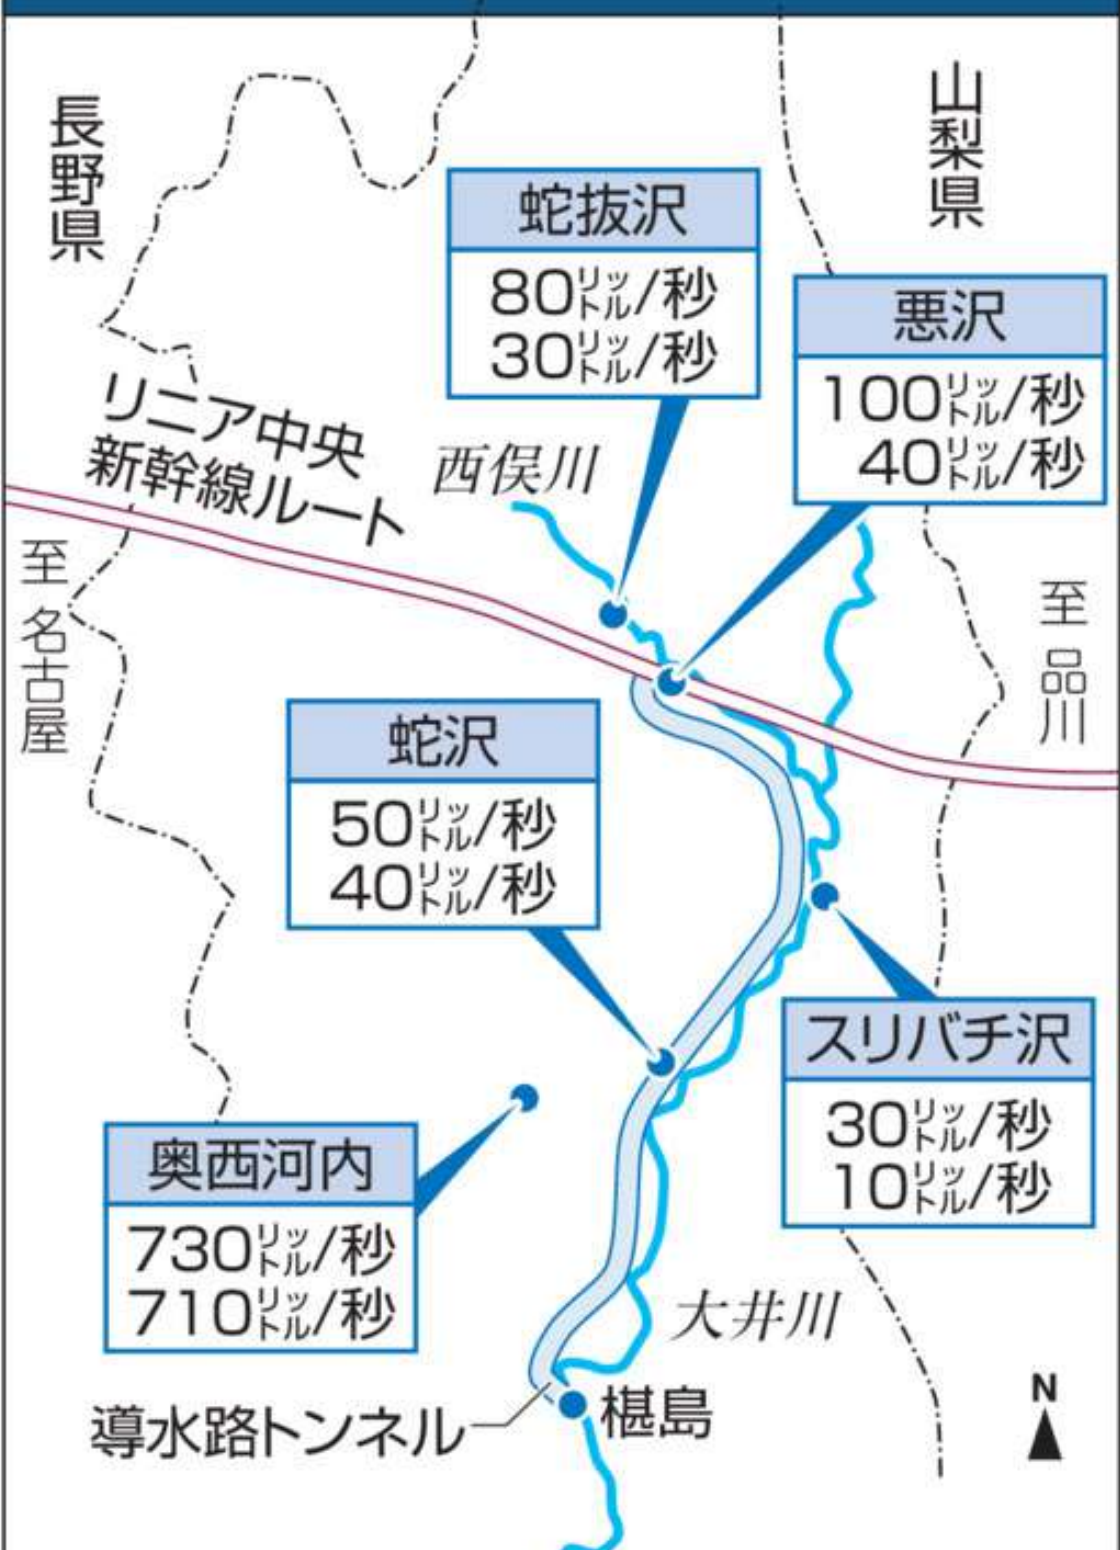 長野県
山梨県
蛇抜沢
80リットル/秒
30リットル/秒
悪沢
100リットル/秒
40リットル/秒
リニア中央
新幹線ルート
西俣川
至 名古屋
至 品川
蛇沢
50リットル/秒
40リットル/秒
スリバチ沢
30リットル/秒
10リットル/秒
奥西河内
730リットル/秒
710リットル/秒
大井川
導水路トンネル
椹島
N